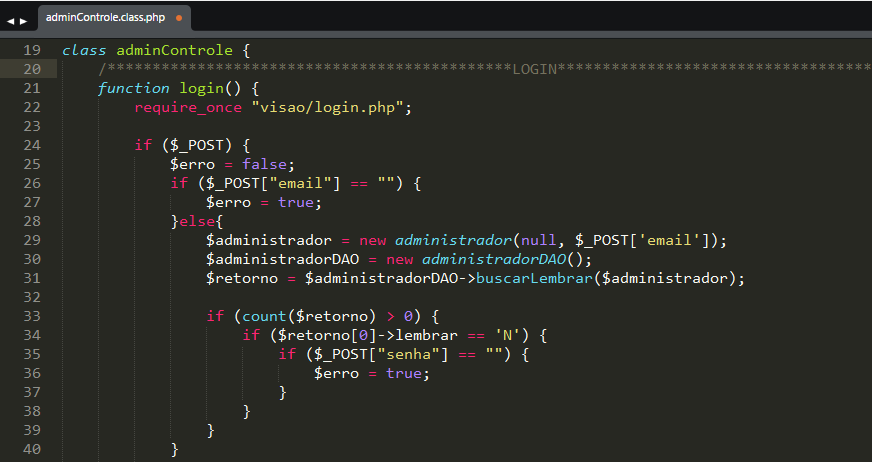 adminControle.class.php
19 class adminControle {
20 /*********************************************LOGIN***********************************
21 function login() {
22 require_once "visao/login.php";
23
24 if ($_POST) {
25 $erro = false;
26 if ($_POST["email"] == "") {
27 $erro = true;
28 }else{
29 $administrador = new administrador(null, $_POST['email']);
30 $administradorDAO = new administradorDAO();
31 $retorno = $administradorDAO->buscarLembrar($administrador);
32
33 if (count($retorno) > 0) {
34 if ($retorno[0]->lembrar == 'N') {
35 if ($_POST["senha"] == "") {
36 $erro = true;
37 }
38 }
39 }
40 }